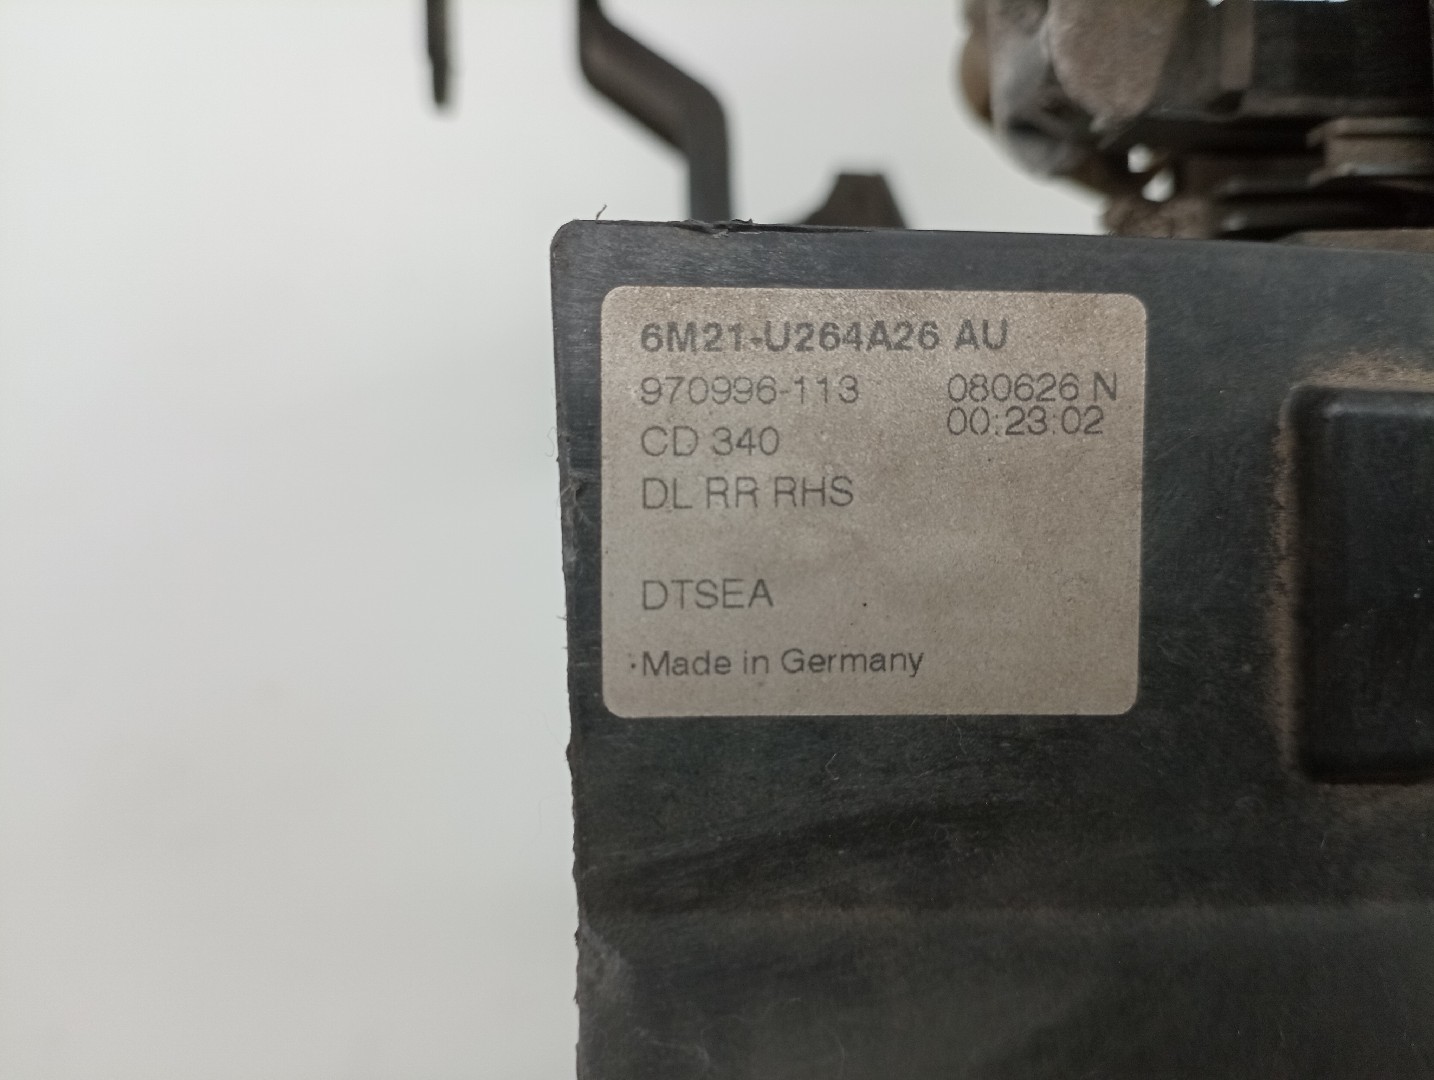 6M21-U264A26 AU
970996-113 080626 N
00:23:02
CD 340
DL RR RHS
DTSEA
Made in Germany